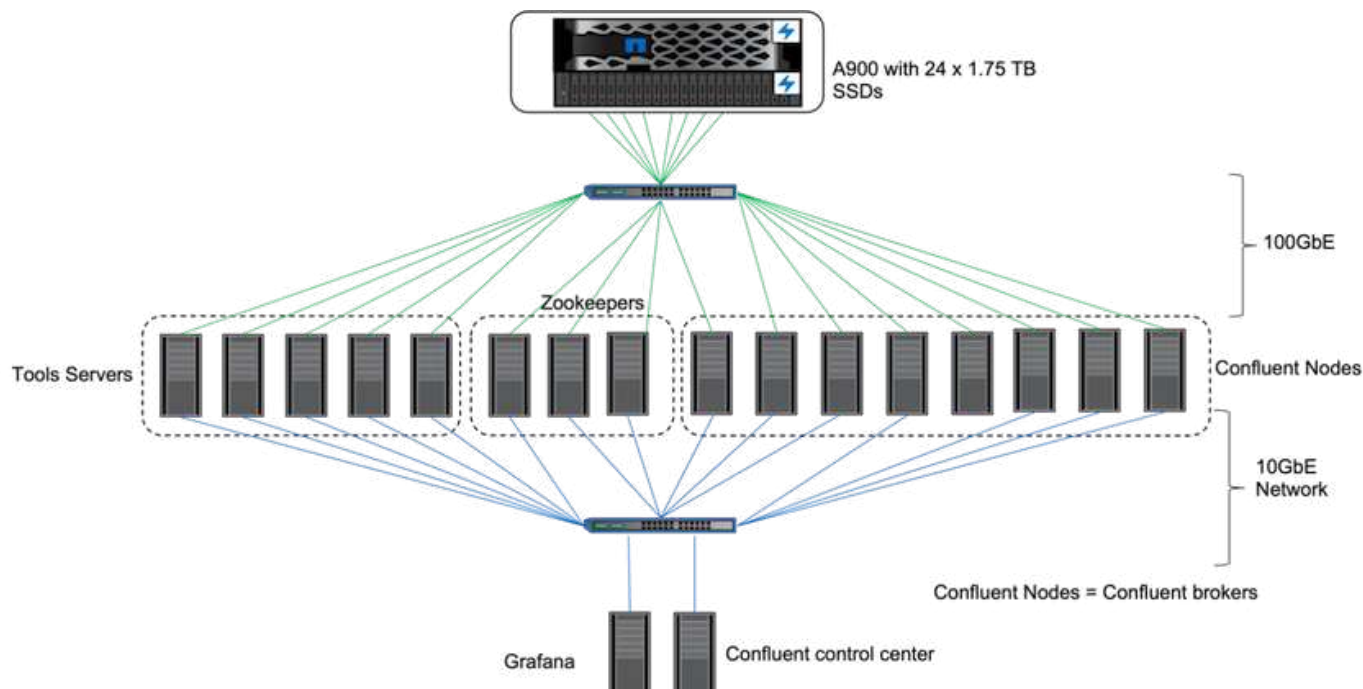 A900 with 24 x 1.75 TB
SSDs
100GbE
Zookeepers
Tools Servers
Confluent Nodes
10GbE
Network
Confluent Nodes = Confluent brokers
Grafana
Confluent control center